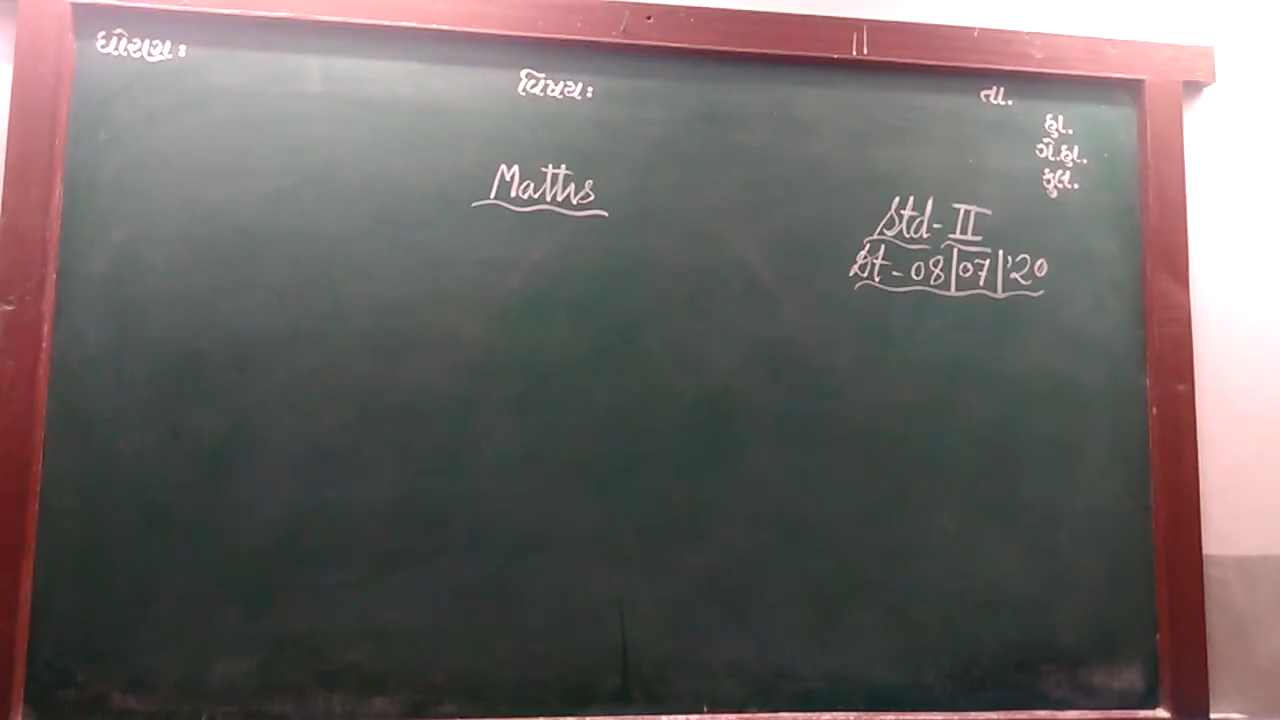 ધોરણ:
વિષય:
તા.
હા.
ગે.હા.
કુલ.
Maths
Std-II
Dt-08|07|'20